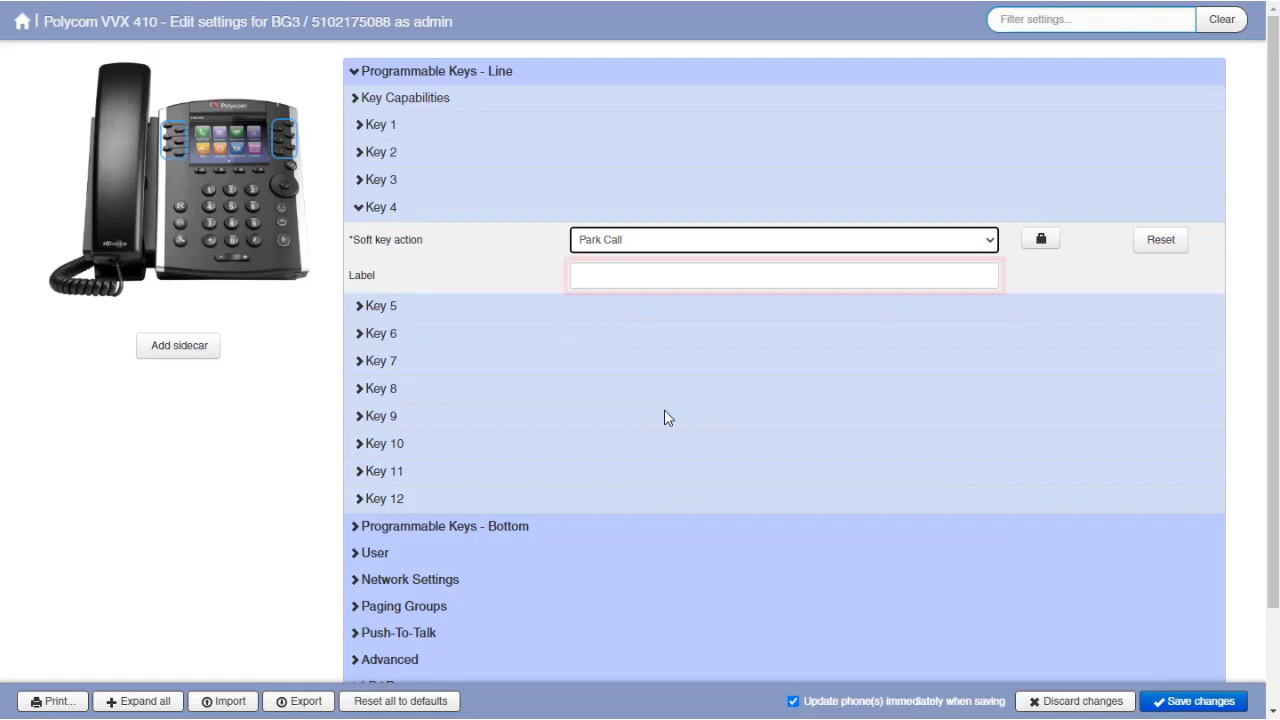 Polycom VVX 410 - Edit settings for BG3 / 5102175088 as admin
Filter settings...
Clear
Programmable Keys - Line
Key Capabilities
Key 1
Key 2
Key 3
Key 4
*Soft key action
Park Call
Reset
Label
Key 5
Key 6
Key 7
Key 8
Key 9
Key 10
Key 11
Key 12
Programmable Keys - Bottom
User
Network Settings
Paging Groups
Push-To-Talk
Advanced
Polycom
Add sidecar
Print...
Expand all
Import
Export
Reset all to defaults
Update phone(s) immediately when saving
Discard changes
Save changes